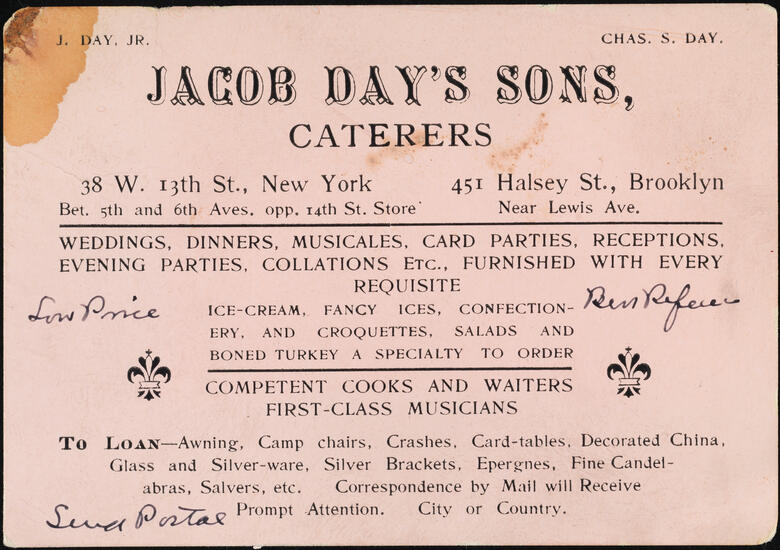 J. DAY, JR. CHAS. S. DAY.
JACOB DAY'S SONS,
CATERERS
38 W. 13th St., New York 451 Halsey St., Brooklyn
Bet. 5th and 6th Aves. opp. 14th St. Store Near Lewis Ave.
WEDDINGS, DINNERS, MUSICALES, CARD PARTIES, RECEPTIONS,
EVENING PARTIES, COLLATIONS ETC., FURNISHED WITH EVERY
REQUISITE
Low Price
Best
ICE-CREAM, FANCY ICES, CONFECTION-
ERY, AND CROQUETTES, SALADS AND
BONED TURKEY A SPECIALTY TO ORDER
COMPETENT COOKS AND WAITERS
FIRST-CLASS MUSICIANS
TO LOAN—Awning, Camp chairs, Crashes, Card-tables, Decorated China,
Glass and Silver-ware, Silver Brackets, Epergnes, Fine Candel-
abras, Salvers, etc. Correspondence by Mail will Receive
Prompt Attention. City or Country.
Send Postal